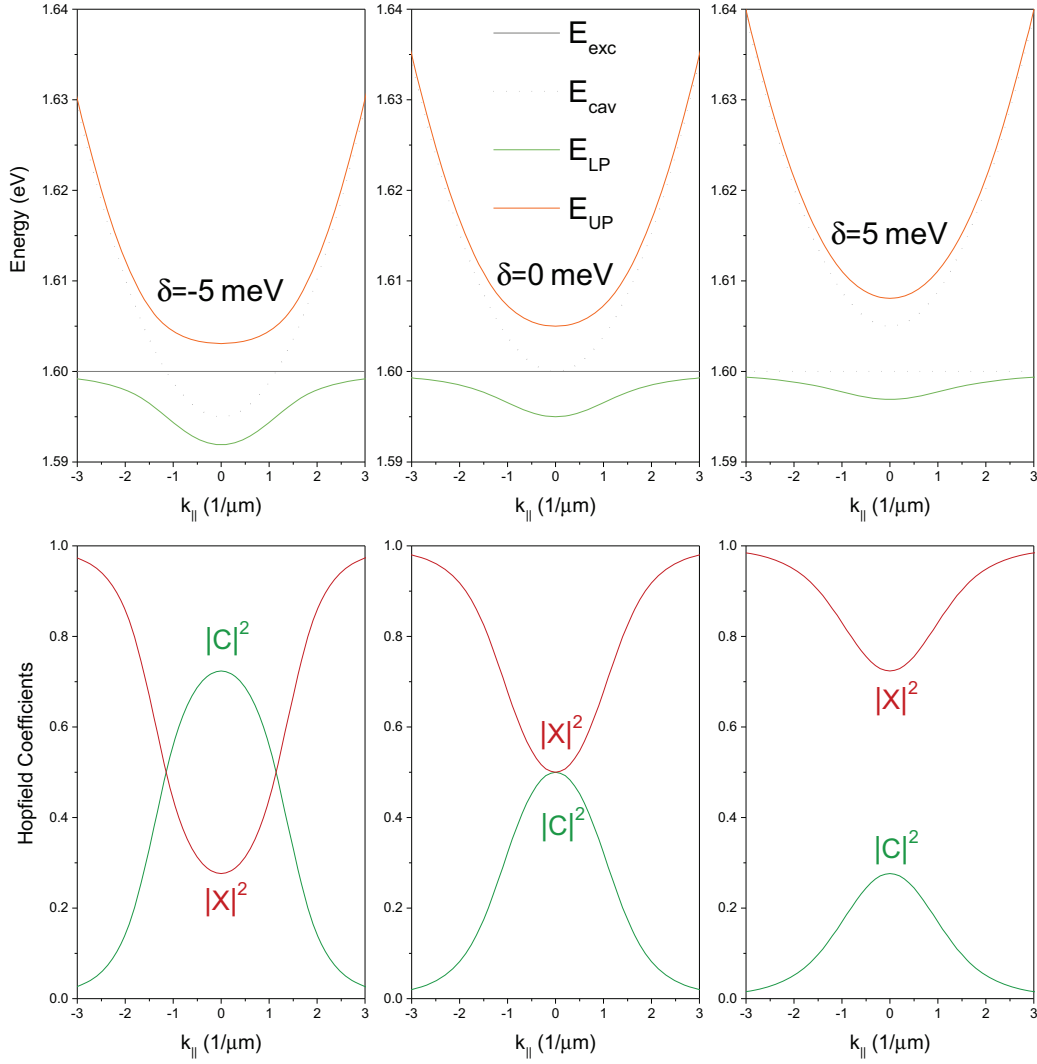 1.64
1.63
1.62
1.61
1.60
1.59
Energy (eV)
δ=-5 meV
-3 -2 -1 0 1 2 3
k|| (1/μm)
1.64
1.63
1.62
1.61
1.60
1.59
E_exc
E_cav
E_LP
E_UP
δ=0 meV
-3 -2 -1 0 1 2 3
k|| (1/μm)
1.64
1.63
1.62
1.61
1.60
1.59
δ=5 meV
-3 -2 -1 0 1 2 3
k|| (1/μm)
1.0
0.8
0.6
0.4
0.2
0.0
Hopfield Coefficients
|C|²
|X|²
-3 -2 -1 0 1 2 3
k|| (1/μm)
1.0
0.8
0.6
0.4
0.2
0.0
|X|²
|C|²
-3 -2 -1 0 1 2 3
k|| (1/μm)
1.0
0.8
0.6
0.4
0.2
0.0
|X|²
|C|²
-3 -2 -1 0 1 2 3
k|| (1/μm)